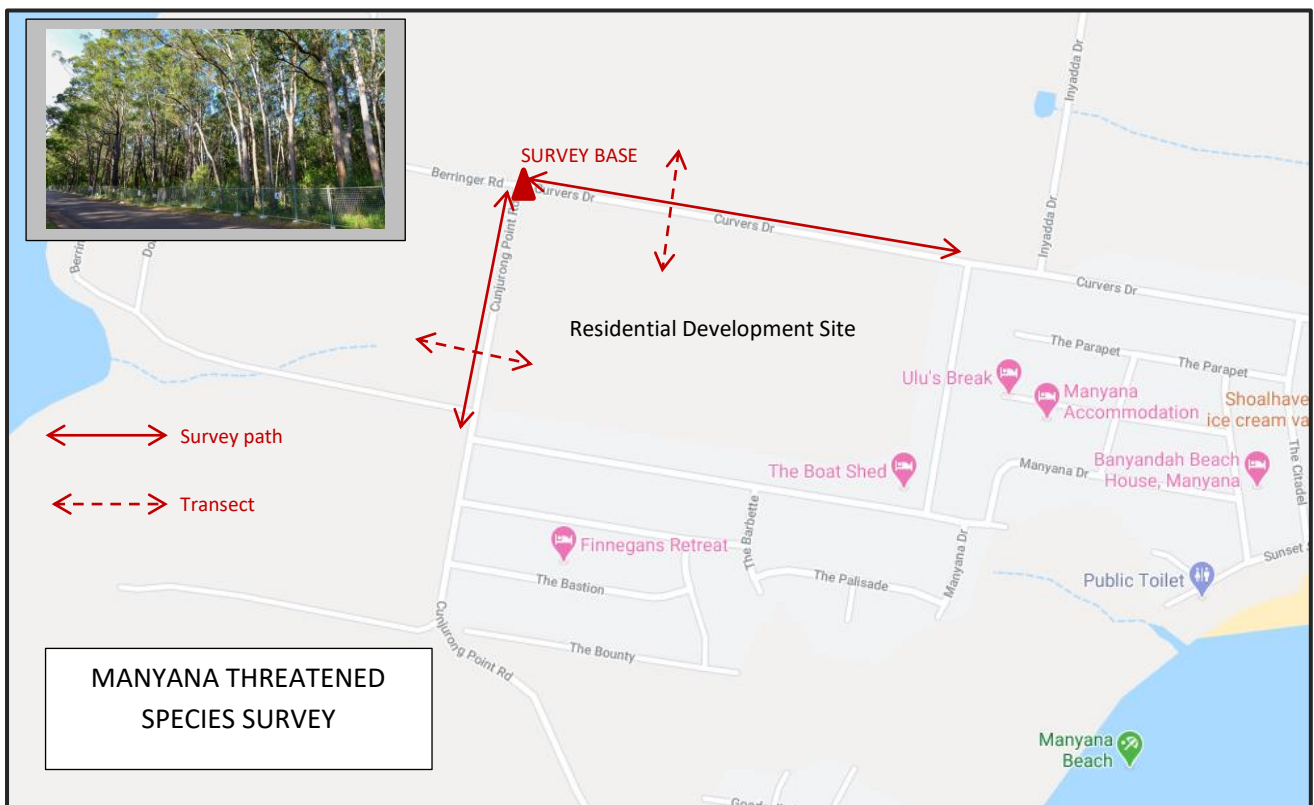 SURVEY BASE
Berringer Rd
Curvers Dr
Curvers Dr
Inyadda Dr
Inyadda Dr
Curvers Dr
Cunjurong Point Rd
Residential Development Site
The Parapet
The Parapet
Ulu's Break
Manyana
Accommodation
Shoalhave
ice cream va
The Citadel
Survey path
Transect
The Boat Shed
Manyana Dr
Banyandah Beach
House, Manyana
Finnegans Retreat
The Barbette
The Bastion
The Palisade
Manyana Dr
Public Toilet
Sunset
The Bounty
Cunjurong Point Rd
MANYANA THREATENED
SPECIES SURVEY
Manyana
Beach